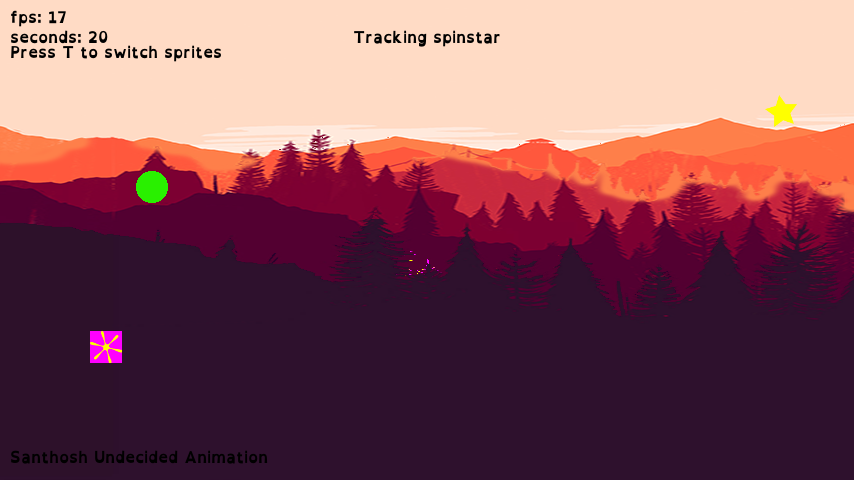 fps: 17
seconds: 20
Press T to switch sprites
Tracking spinstar
Santhosh Undecided Animation